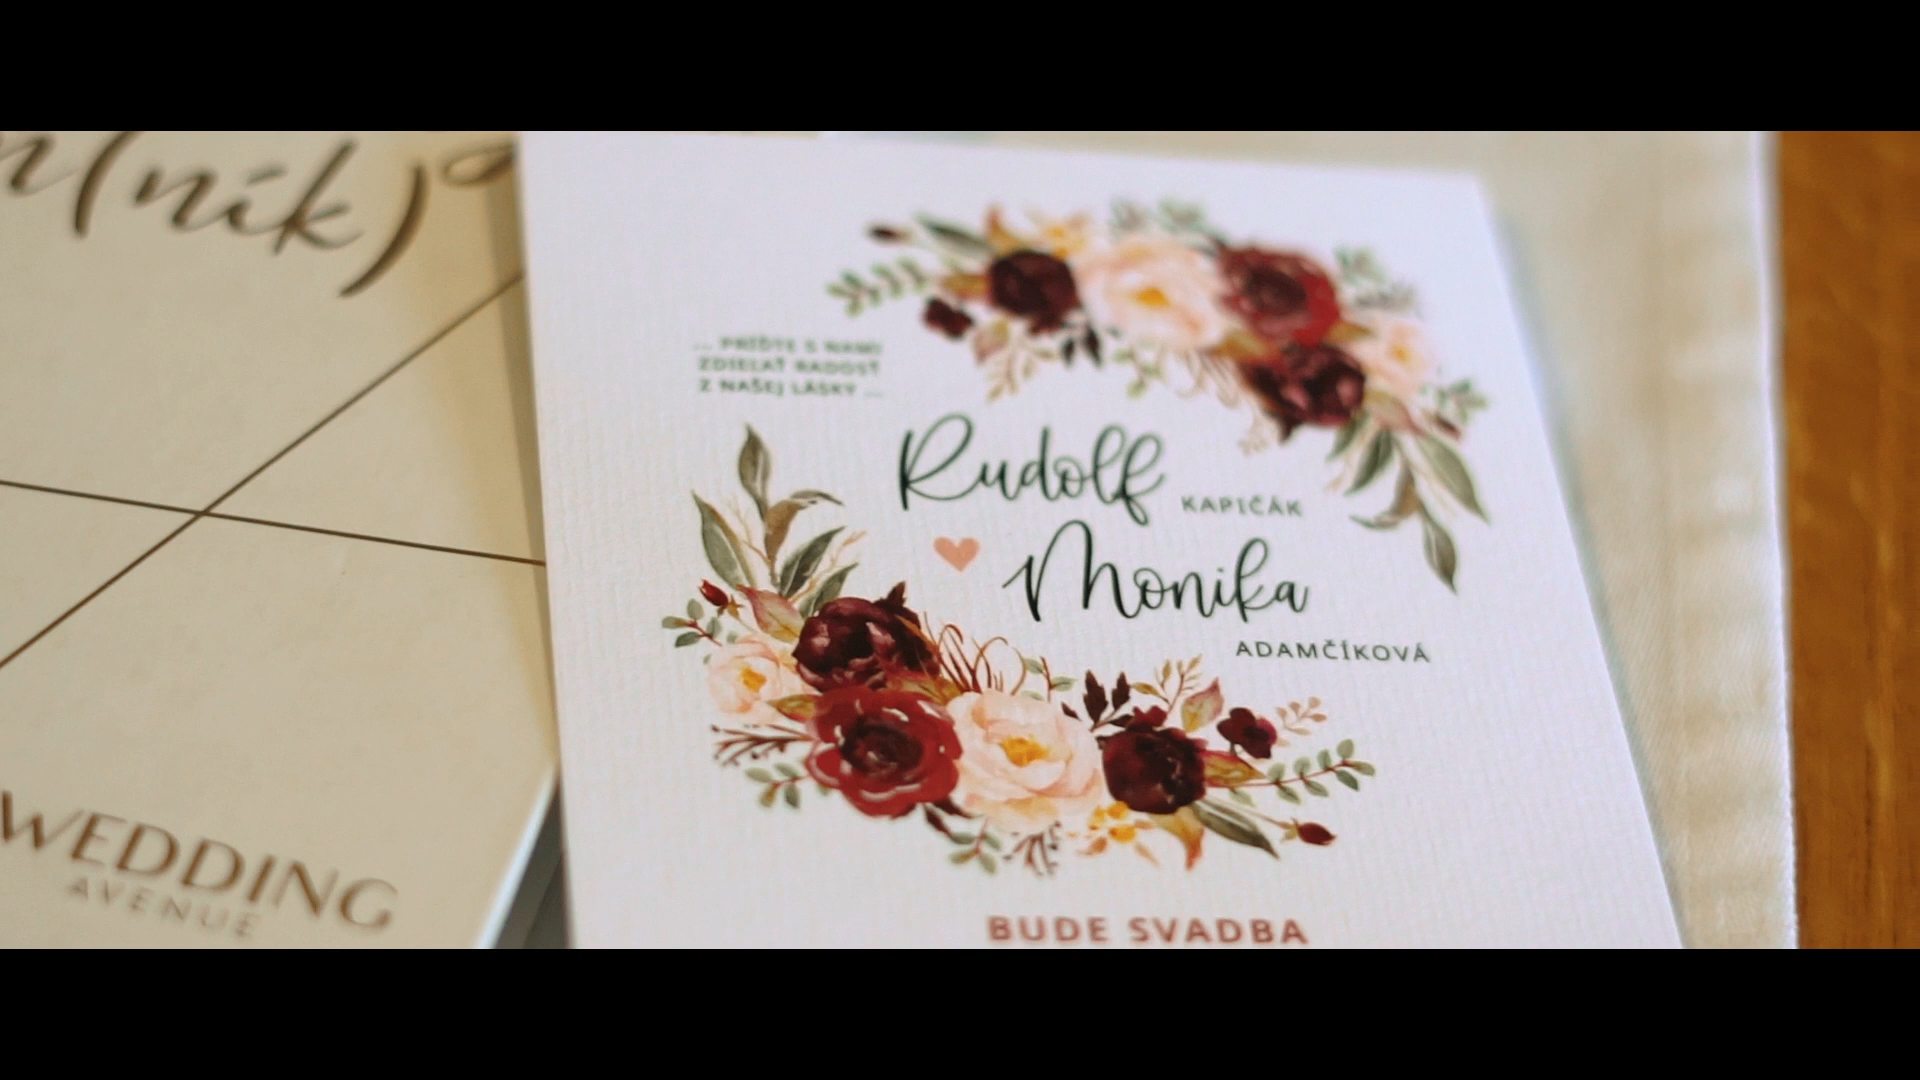 (ník)
WEDDING
AVENUE
... PRÍĎTE S NAMI
ZDIEĽAŤ RADOSŤ
Z NAŠEJ LÁSKY ...
Rudolf KAPIČÁK
Monika
ADAMČÍKOVÁ
BUDE SVADBA